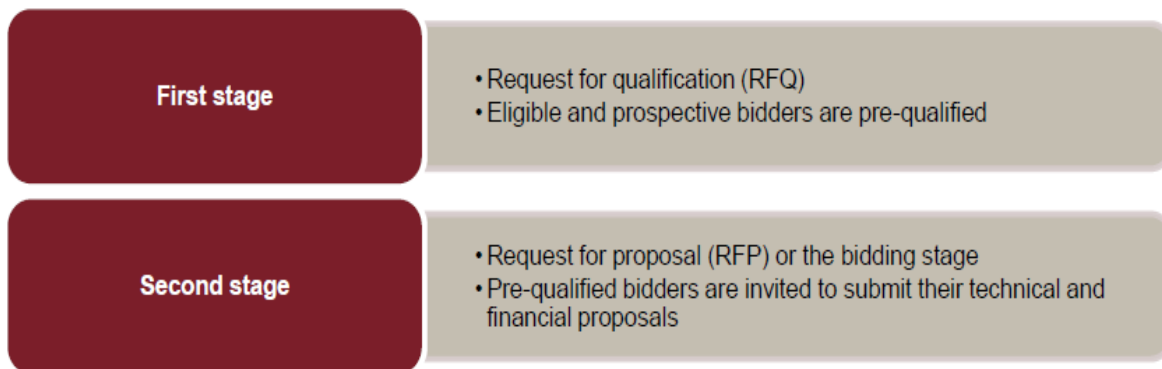 First stage
• Request for qualification (RFQ)
• Eligible and prospective bidders are pre-qualified
Second stage
• Request for proposal (RFP) or the bidding stage
• Pre-qualified bidders are invited to submit their technical and
financial proposals